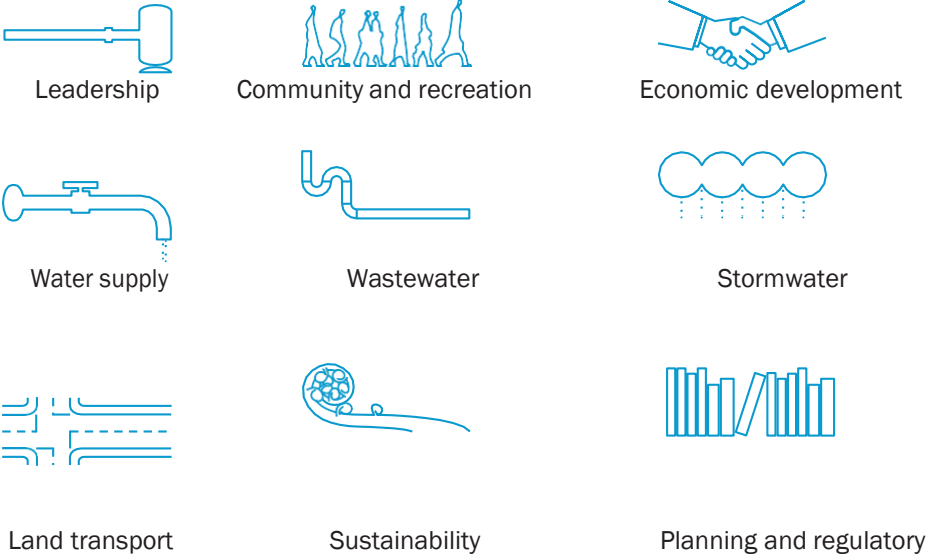 Leadership
Community and recreation
Economic development
Water supply
Wastewater
Stormwater
Land transport
Sustainability
Planning and regulatory